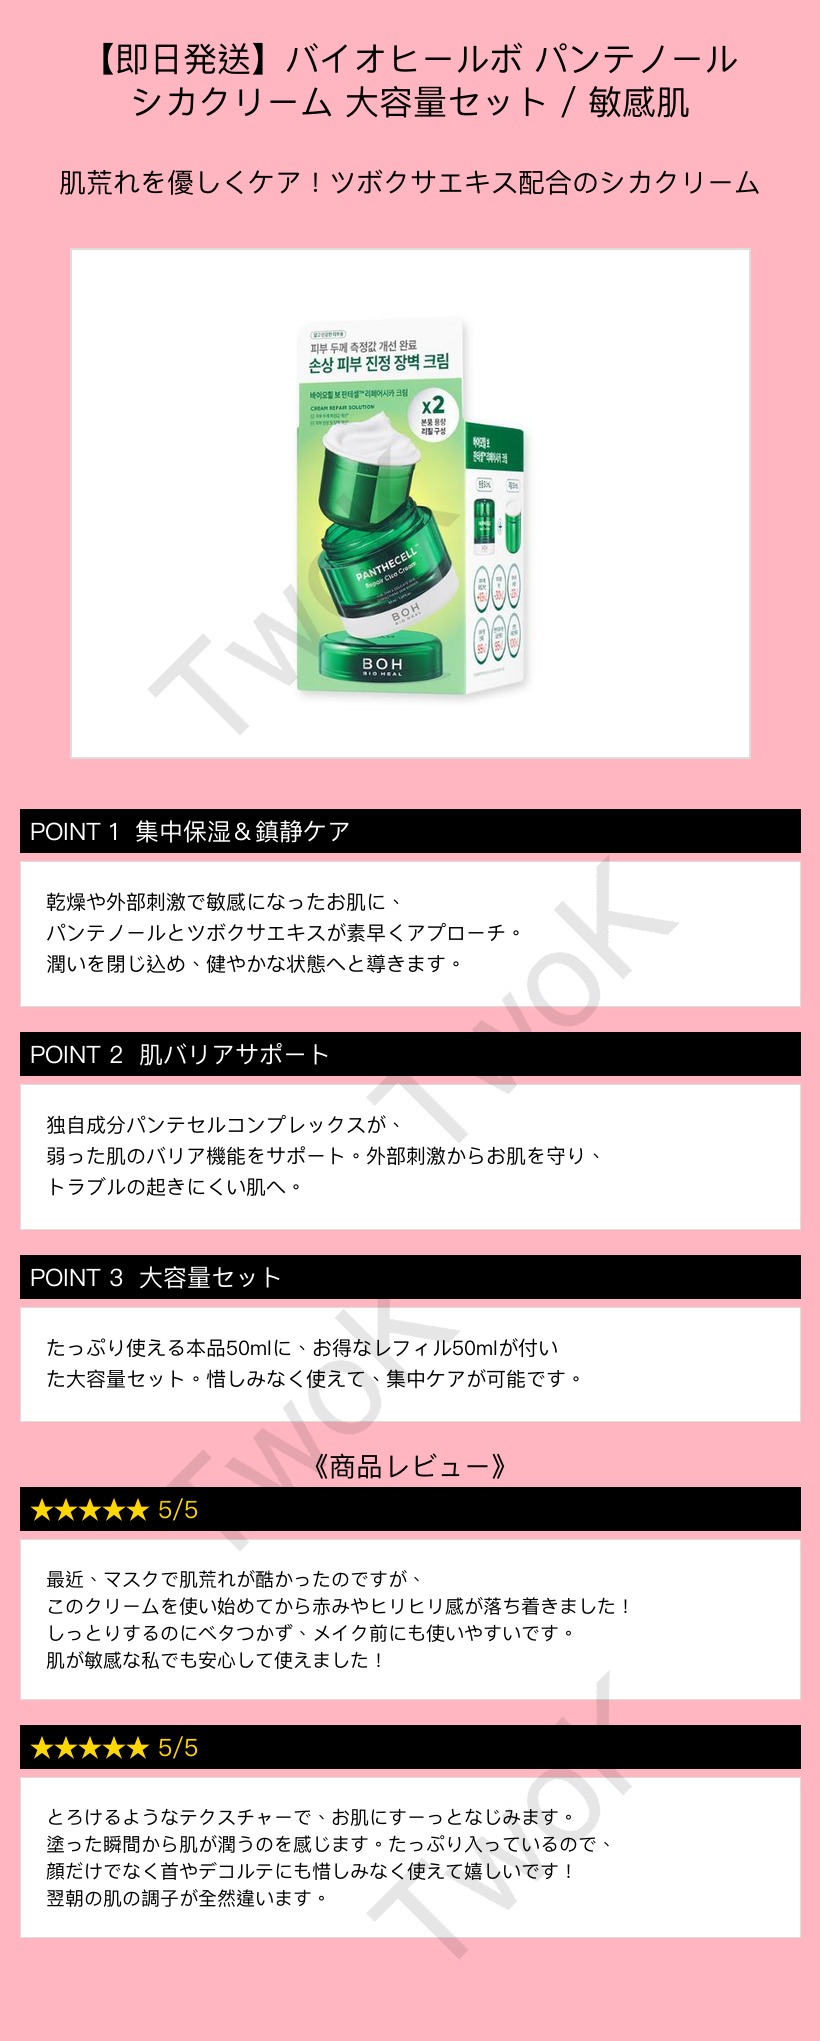 【即日発送】バイオヒールボ パンテノール
シカクリーム 大容量セット / 敏感肌
肌荒れを優しくケア！ツボクサエキス配合のシカクリーム
피부 두께 측정값 개선 완료
손상 피부 진정 장벽 크림
바이오힐 보 판테셀™ 리페어시카 크림
CREAM REPAIR SOLUTION
x2
본품 용량
리필 구성
바이오힐 보
판테셀™ 리페어시카 크림
PANTHECELL™
Repair Cica Cream
BOH
BIO HEAL
BOH
BIO HEAL
TwoK
POINT 1 集中保湿＆鎮静ケア
乾燥や外部刺激で敏感になったお肌に、
パンテノールとツボクサエキスが素早くアプローチ。
潤いを閉じ込め、健やかな状態へと導きます。
TwoK
POINT 2 肌バリアサポート
独自成分パンテセルコンプレックスが、
弱った肌のバリア機能をサポート。外部刺激からお肌を守り、
トラブルの起きにくい肌へ。
POINT 3 大容量セット
たっぷり使える本品50mlに、お得なレフィル50mlが付い
た大容量セット。惜しみなく使えて、集中ケアが可能です。
TwoK
《商品レビュー》
★★★★★ 5/5
最近、マスクで肌荒れが酷かったのですが、
このクリームを使い始めてから赤みやヒリヒリ感が落ち着きました！
しっとりするのにベタつかず、メイク前にも使いやすいです。
肌が敏感な私でも安心して使えました！
★★★★★ 5/5
とろけるようなテクスチャーで、お肌にすーっとなじみます。
塗った瞬間から肌が潤うのを感じます。たっぷり入っているので、
顔だけでなく首やデコルテにも惜しみなく使えて嬉しいです！
翌朝の肌の調子が全然違います。
TwoK